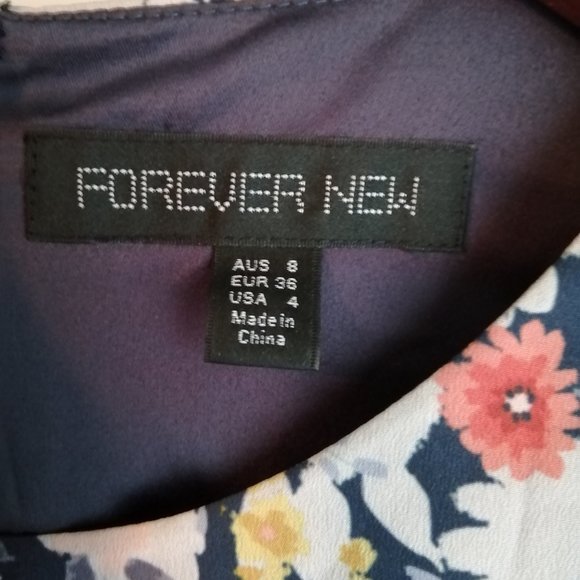 FOREVER NEW
AUS 8
EUR 36
USA 4
Made in
China